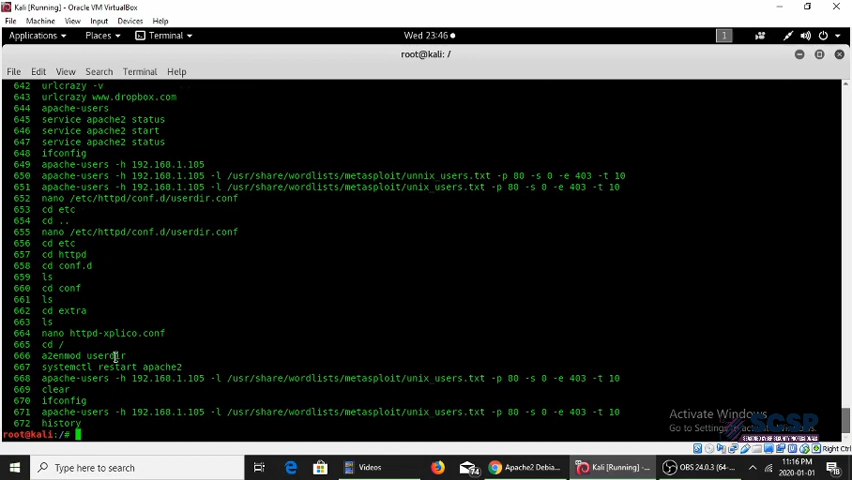 Kali [Running] - Oracle VM VirtualBox
File Machine View Input Devices Help
Applications Places Terminal Wed 23:46 1
root@kali: /
File Edit View Search Terminal Help
642 urlcrazy -v
643 urlcrazy www.dropbox.com
644 apache-users
645 service apache2 status
646 service apache2 start
647 service apache2 status
648 ifconfig
649 apache-users -h 192.168.1.105
650 apache-users -h 192.168.1.105 -l /usr/share/wordlists/metasploit/unnix_users.txt -p 80 -s 0 -e 403 -t 10
651 apache-users -h 192.168.1.105 -l /usr/share/wordlists/metasploit/unix_users.txt -p 80 -s 0 -e 403 -t 10
652 nano /etc/httpd/conf.d/userdir.conf
653 cd etc
654 cd ..
655 nano /etc/httpd/conf.d/userdir.conf
656 cd etc
657 cd httpd
658 cd conf.d
659 ls
660 cd conf
661 ls
662 cd extra
663 ls
664 nano httpd-xplico.conf
665 cd /
666 a2enmod userdir
667 systemctl restart apache2
668 apache-users -h 192.168.1.105 -l /usr/share/wordlists/metasploit/unix_users.txt -p 80 -s 0 -e 403 -t 10
669 clear
670 ifconfig
671 apache-users -h 192.168.1.105 -l /usr/share/wordlists/metasploit/unix_users.txt -p 80 -s 0 -e 403 -t 10
672 history
root@kali:/#
Activate Windows
Go to Settings to activate Windows.
SCSP
Right Ctrl
Type here to search
74
Videos
Apache2 Debia...
Kali [Running] -...
OBS 24.0.3 (64-...
11:16 PM
2020-01-01
18